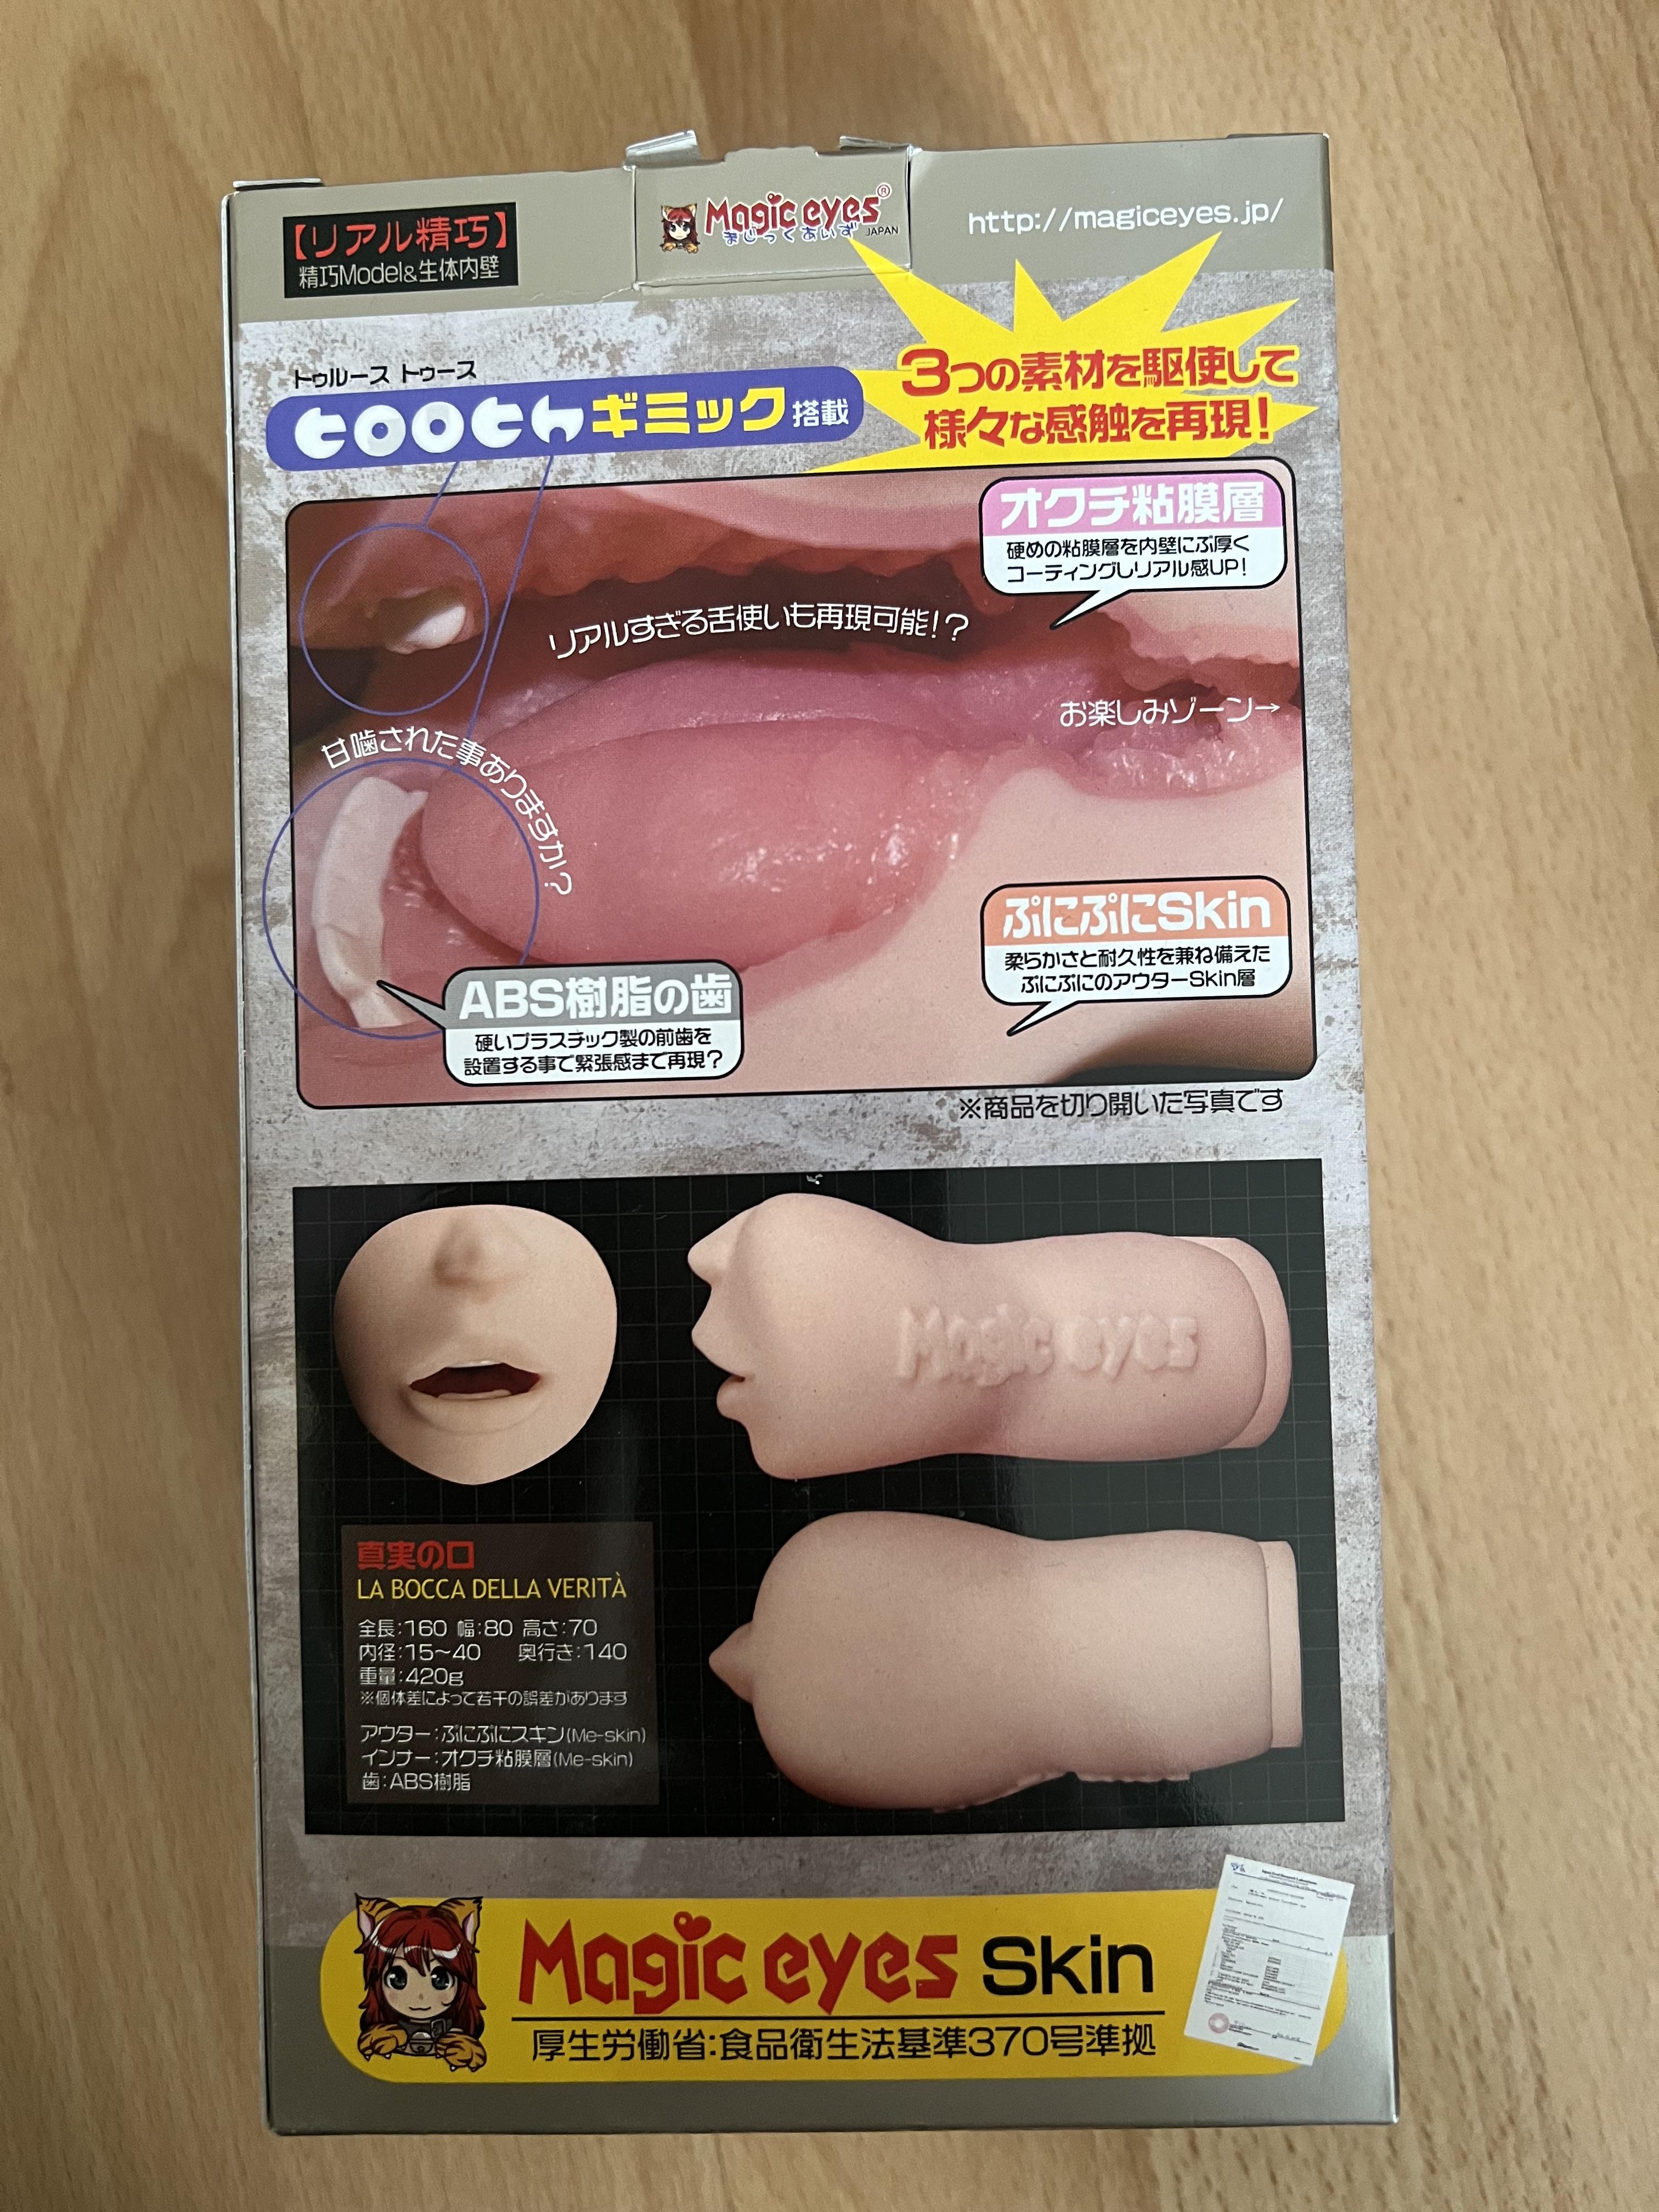 【リアル精巧】
精巧Model&生体内壁
Magic eyes®
まじっくあいず JAPAN
http://magiceyes.jp/
トゥルース トゥース
toothギミック搭載
3つの素材を駆使して
様々な感触を再現！
オクチ粘膜層
硬めの粘膜層を内壁にぶ厚く
コーティングしリアル感UP！
リアルすぎる舌使いも再現可能！？
お楽しみゾーン→
甘噛された事ありますか？
ぷにぷにSkin
柔らかさと耐久性を兼ね備えた
ぷにぷにのアウターSkin層
ABS樹脂の歯
硬いプラスチック製の前歯を
設置する事で緊張感まで再現？
※商品を切り開いた写真です
Magic eyes
真実の口
LA BOCCA DELLA VERITÀ
全長：160 幅：80 高さ：70
内径：15〜40 奥行き：140
重量：420g
※個体差によって若干の誤差があります
アウター：ぷにぷにスキン(Me-skin)
インナー：オクチ粘膜層(Me-skin)
歯：ABS樹脂
Magic eyes Skin
厚生労働省：食品衛生法基準370号準拠